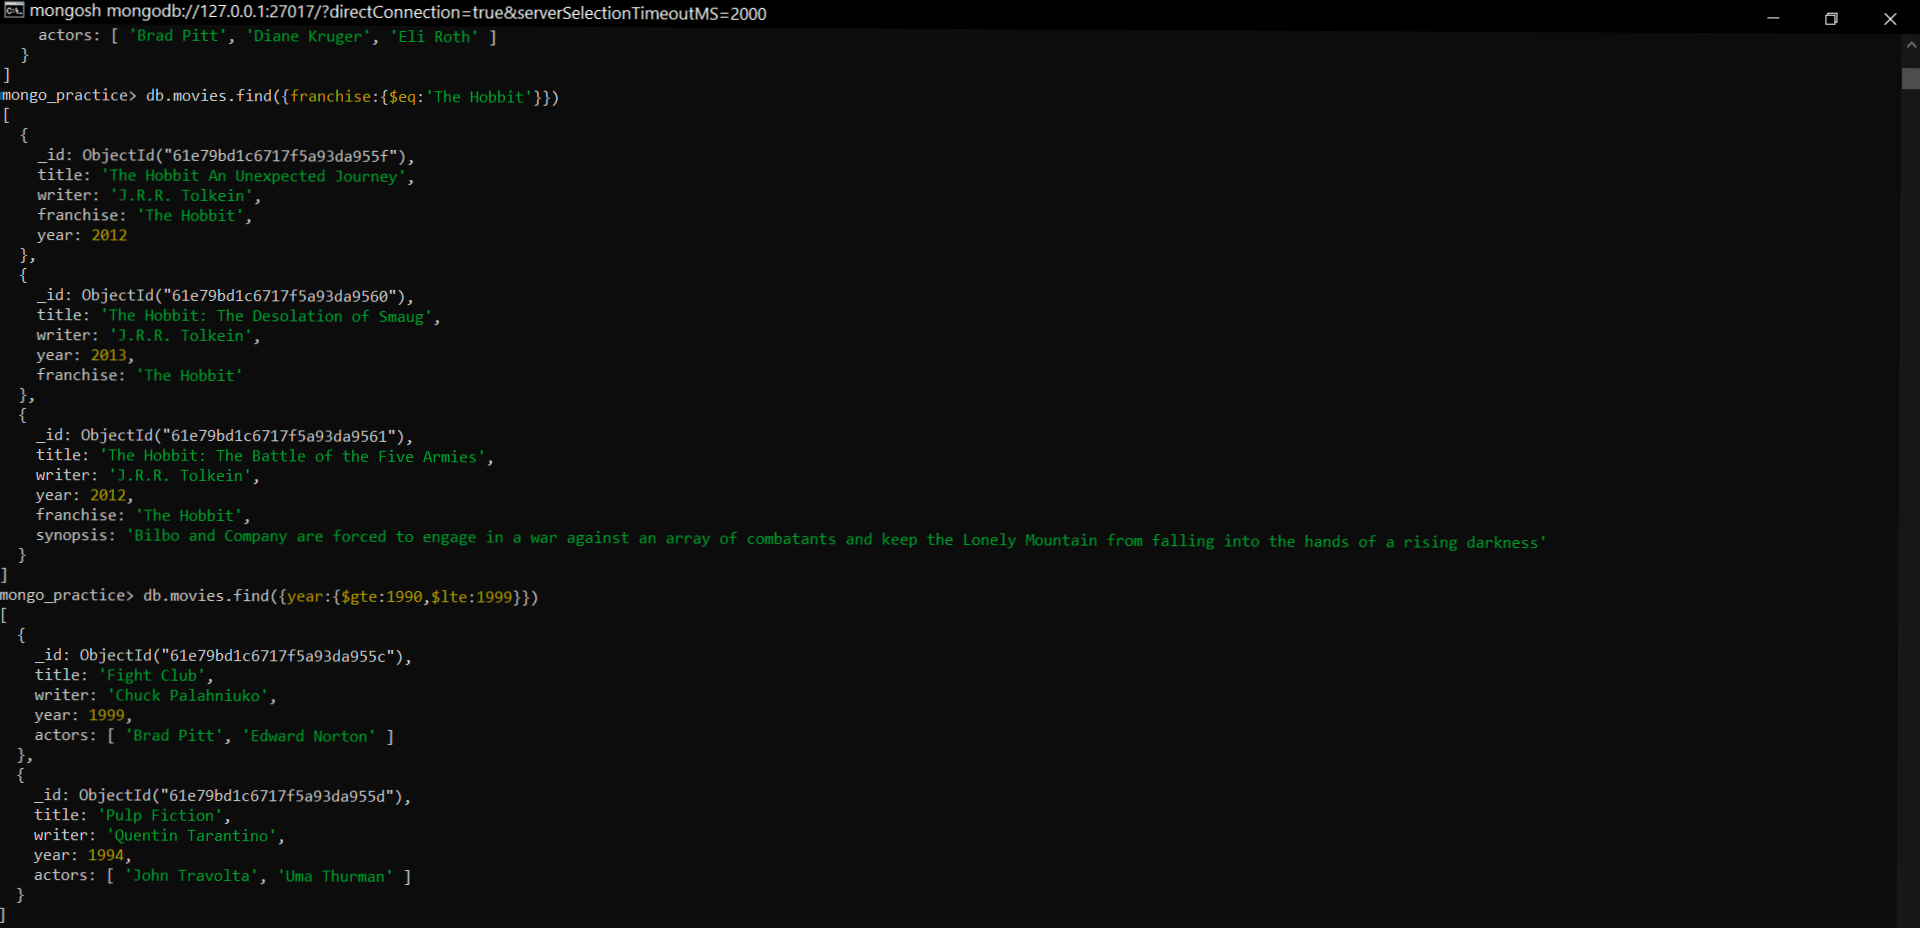 mongosh mongodb://127.0.0.1:27017/?directConnection=true&serverSelectionTimeoutMS=2000
    actors: [ 'Brad Pitt', 'Diane Kruger', 'Eli Roth' ]
  }
]
mongo_practice> db.movies.find({franchise:{$eq:'The Hobbit'}})
[
  {
    _id: ObjectId("61e79bd1c6717f5a93da955f"),
    title: 'The Hobbit An Unexpected Journey',
    writer: 'J.R.R. Tolkein',
    franchise: 'The Hobbit',
    year: 2012
  },
  {
    _id: ObjectId("61e79bd1c6717f5a93da9560"),
    title: 'The Hobbit: The Desolation of Smaug',
    writer: 'J.R.R. Tolkein',
    year: 2013,
    franchise: 'The Hobbit'
  },
  {
    _id: ObjectId("61e79bd1c6717f5a93da9561"),
    title: 'The Hobbit: The Battle of the Five Armies',
    writer: 'J.R.R. Tolkein',
    year: 2012,
    franchise: 'The Hobbit',
    synopsis: 'Bilbo and Company are forced to engage in a war against an array of combatants and keep the Lonely Mountain from falling into the hands of a rising darkness'
  }
]
mongo_practice> db.movies.find({year:{$gte:1990,$lte:1999}})
[
  {
    _id: ObjectId("61e79bd1c6717f5a93da955c"),
    title: 'Fight Club',
    writer: 'Chuck Palahniuko',
    year: 1999,
    actors: [ 'Brad Pitt', 'Edward Norton' ]
  },
  {
    _id: ObjectId("61e79bd1c6717f5a93da955d"),
    title: 'Pulp Fiction',
    writer: 'Quentin Tarantino',
    year: 1994,
    actors: [ 'John Travolta', 'Uma Thurman' ]
  }
]